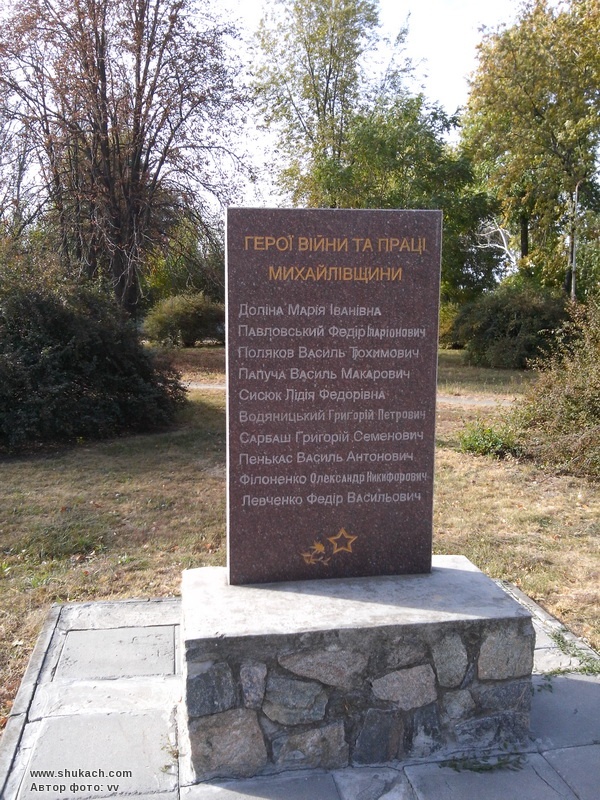 ГЕРОЇ ВІЙНИ ТА ПРАЦІ
МИХАЙЛІВЩИНИ
Доліна Марія Іванівна
Павловський Федір Іларіонович
Поляков Василь Тюхимович
Папуча Василь Макарович
Сисюк Лідія Федорівна
Водяницький Григорій Петрович
Сарбаш Григорій Семенович
Пенькас Василь Антонович
Філоненко Олександр Никифорович
Левченко Федір Васильович
www.shukach.com
Автор фото: vv